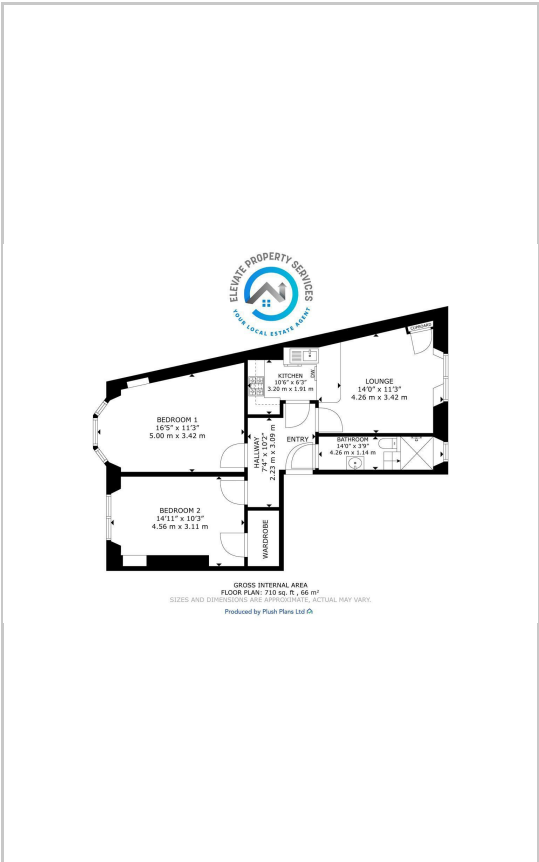 ELEVATE PROPERTY SERVICES
YOUR LOCAL ESTATE AGENT
CUPBOARD
KITCHEN
10'6" x 6'3"
3.20 m x 1.91 m
DW
LOUNGE
14'0" x 11'3"
4.26 m x 3.42 m
BEDROOM 1
16'5" x 11'3"
5.00 m x 3.42 m
HALLWAY
7'4" x 10'2"
2.23 m x 3.09 m
ENTRY
BATHROOM
14'0" x 3'9"
4.26 m x 1.14 m
BEDROOM 2
14'11" x 10'3"
4.56 m x 3.11 m
WARDROBE
GROSS INTERNAL AREA
FLOOR PLAN: 710 sq. ft , 66 m²
SIZES AND DIMENSIONS ARE APPROXIMATE, ACTUAL MAY VARY.
Produced by Plush Plans Ltd